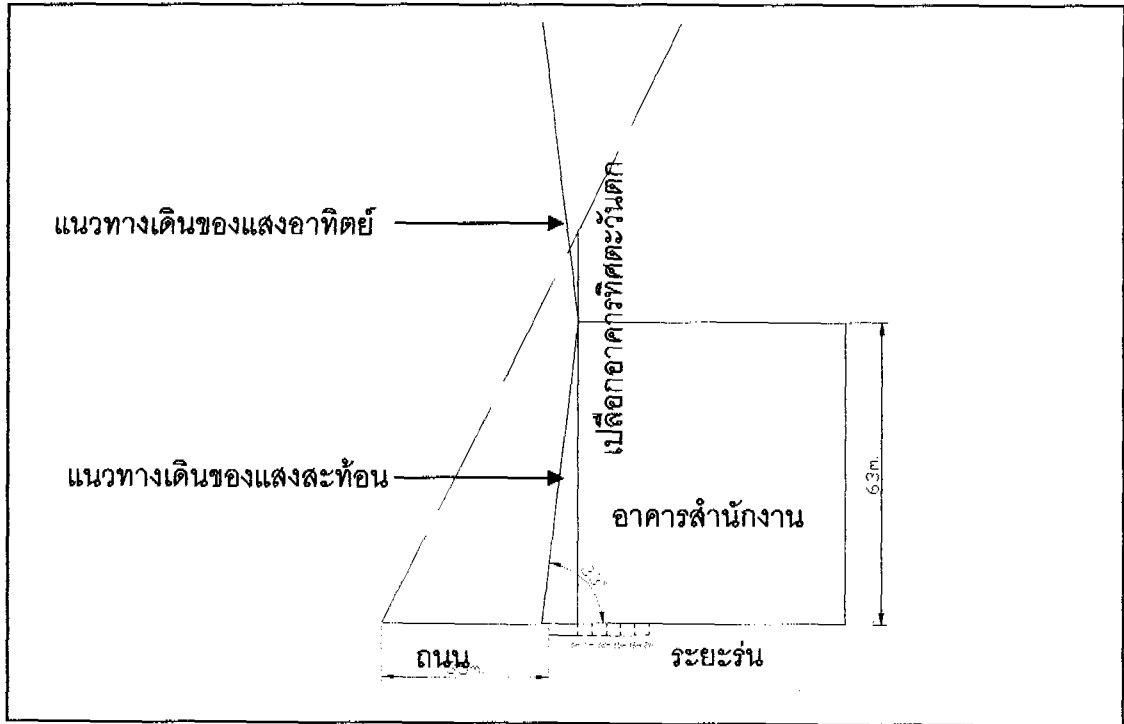 แนวทางเดินของแสงอาทิตย์
เปลือกอาคารทิศตะวันตก
แนวทางเดินของแสงสะท้อน
63m.
อาคารสำนักงาน
ถนน
ระยะร่น